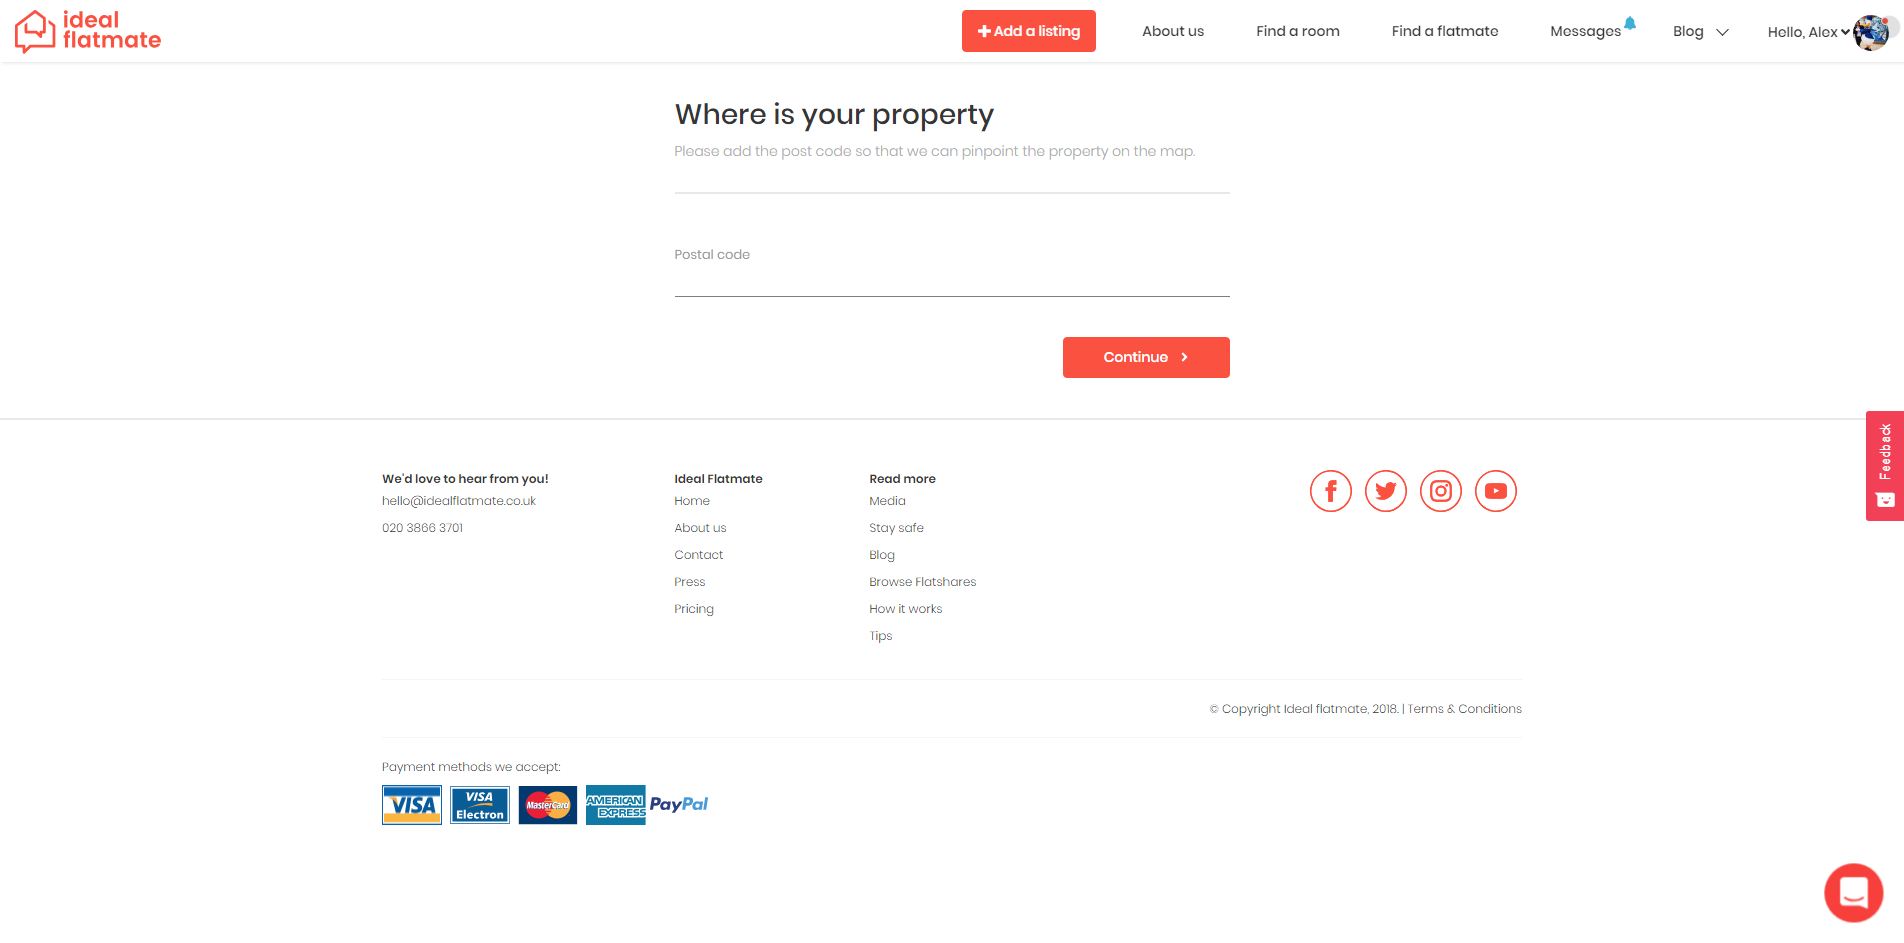 ideal
flatmate
Add a listing
About us
Find a room
Find a flatmate
Messages
Blog
Hello, Alex
Where is your property
Please add the post code so that we can pinpoint the property on the map.
Postal code
Continue
Feedback
We'd love to hear from you!
hello@idealflatmate.co.uk
020 3866 3701
Ideal Flatmate
Home
About us
Contact
Press
Pricing
Read more
Media
Stay safe
Blog
Browse Flatshares
How it works
Tips
© Copyright Ideal flatmate, 2018. | Terms & Conditions
Payment methods we accept:
VISA
VISA
Electron
MasterCard
AMERICAN
EXPRESS
PayPal